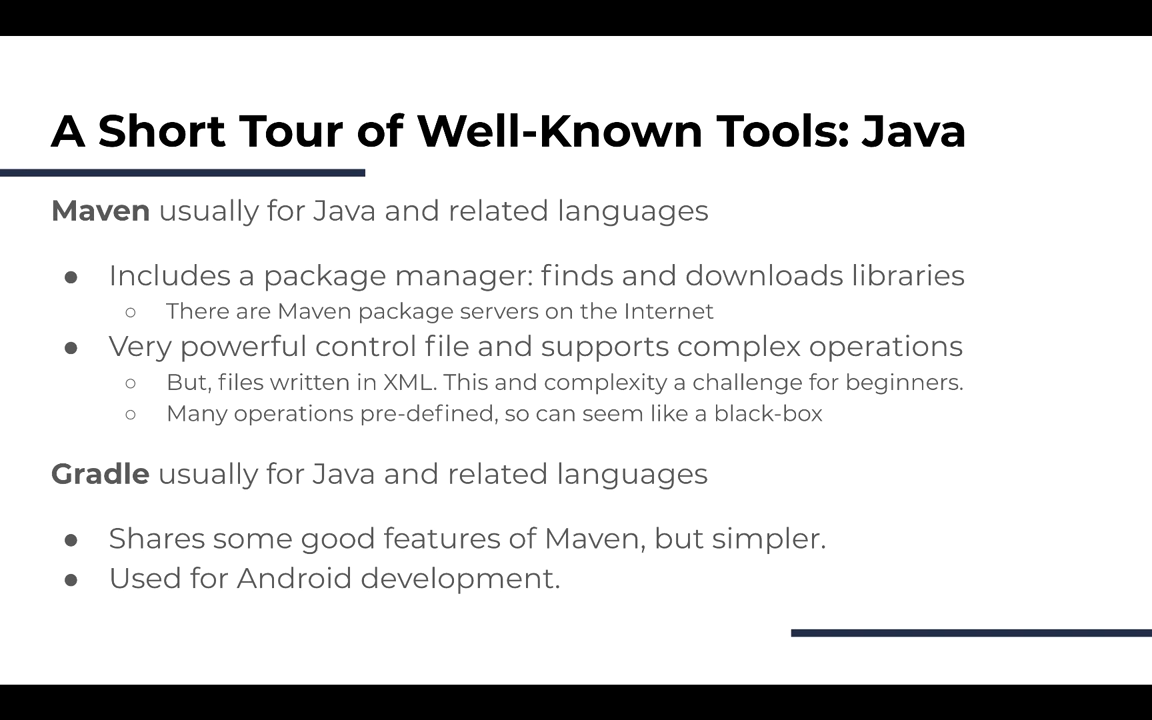 A Short Tour of Well-Known Tools: Java
Maven usually for Java and related languages
● Includes a package manager: finds and downloads libraries
○ There are Maven package servers on the Internet
● Very powerful control file and supports complex operations
○ But, files written in XML. This and complexity a challenge for beginners.
○ Many operations pre-defined, so can seem like a black-box
Gradle usually for Java and related languages
● Shares some good features of Maven, but simpler.
● Used for Android development.